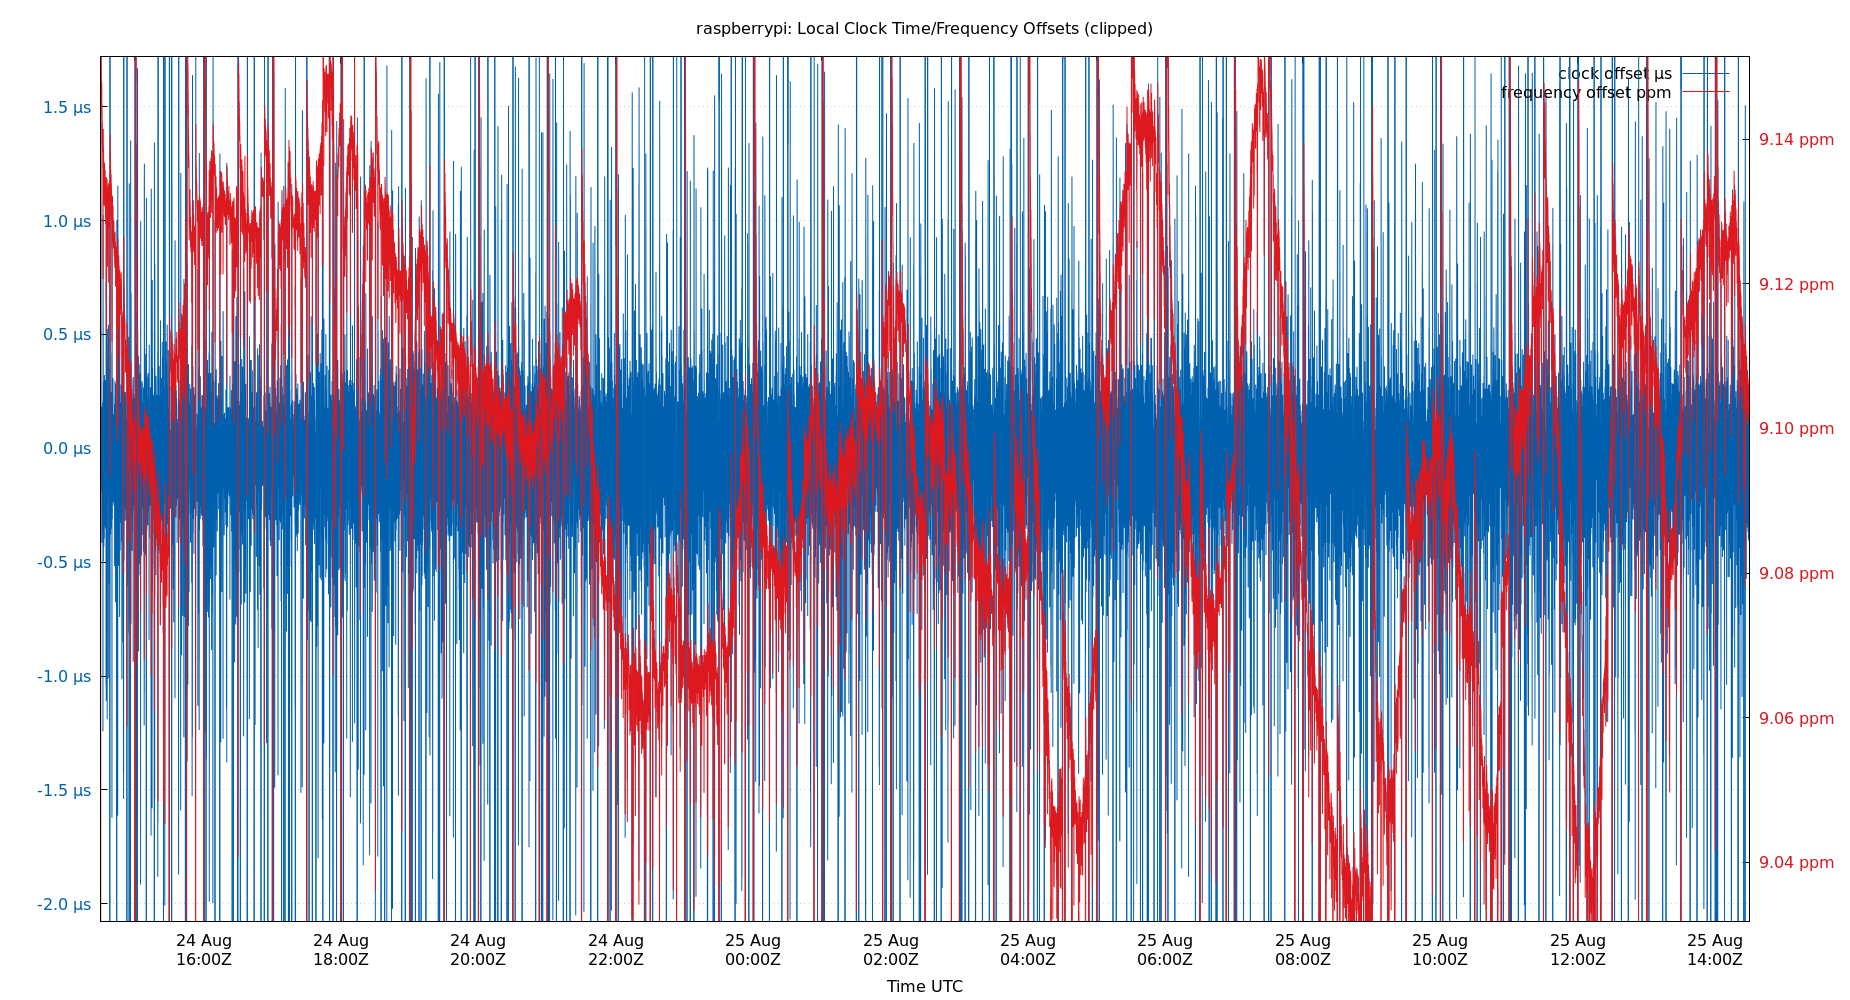 raspberrypi: Local Clock Time/Frequency Offsets (clipped)
clock offset µs
frequency offset ppm
1.5 µs
1.0 µs
0.5 µs
0.0 µs
-0.5 µs
-1.0 µs
-1.5 µs
-2.0 µs
9.14 ppm
9.12 ppm
9.10 ppm
9.08 ppm
9.06 ppm
9.04 ppm
24 Aug 24 Aug 24 Aug 24 Aug 25 Aug 25 Aug 25 Aug 25 Aug 25 Aug 25 Aug 25 Aug 25 Aug
16:00Z 18:00Z 20:00Z 22:00Z 00:00Z 02:00Z 04:00Z 06:00Z 08:00Z 10:00Z 12:00Z 14:00Z
Time UTC